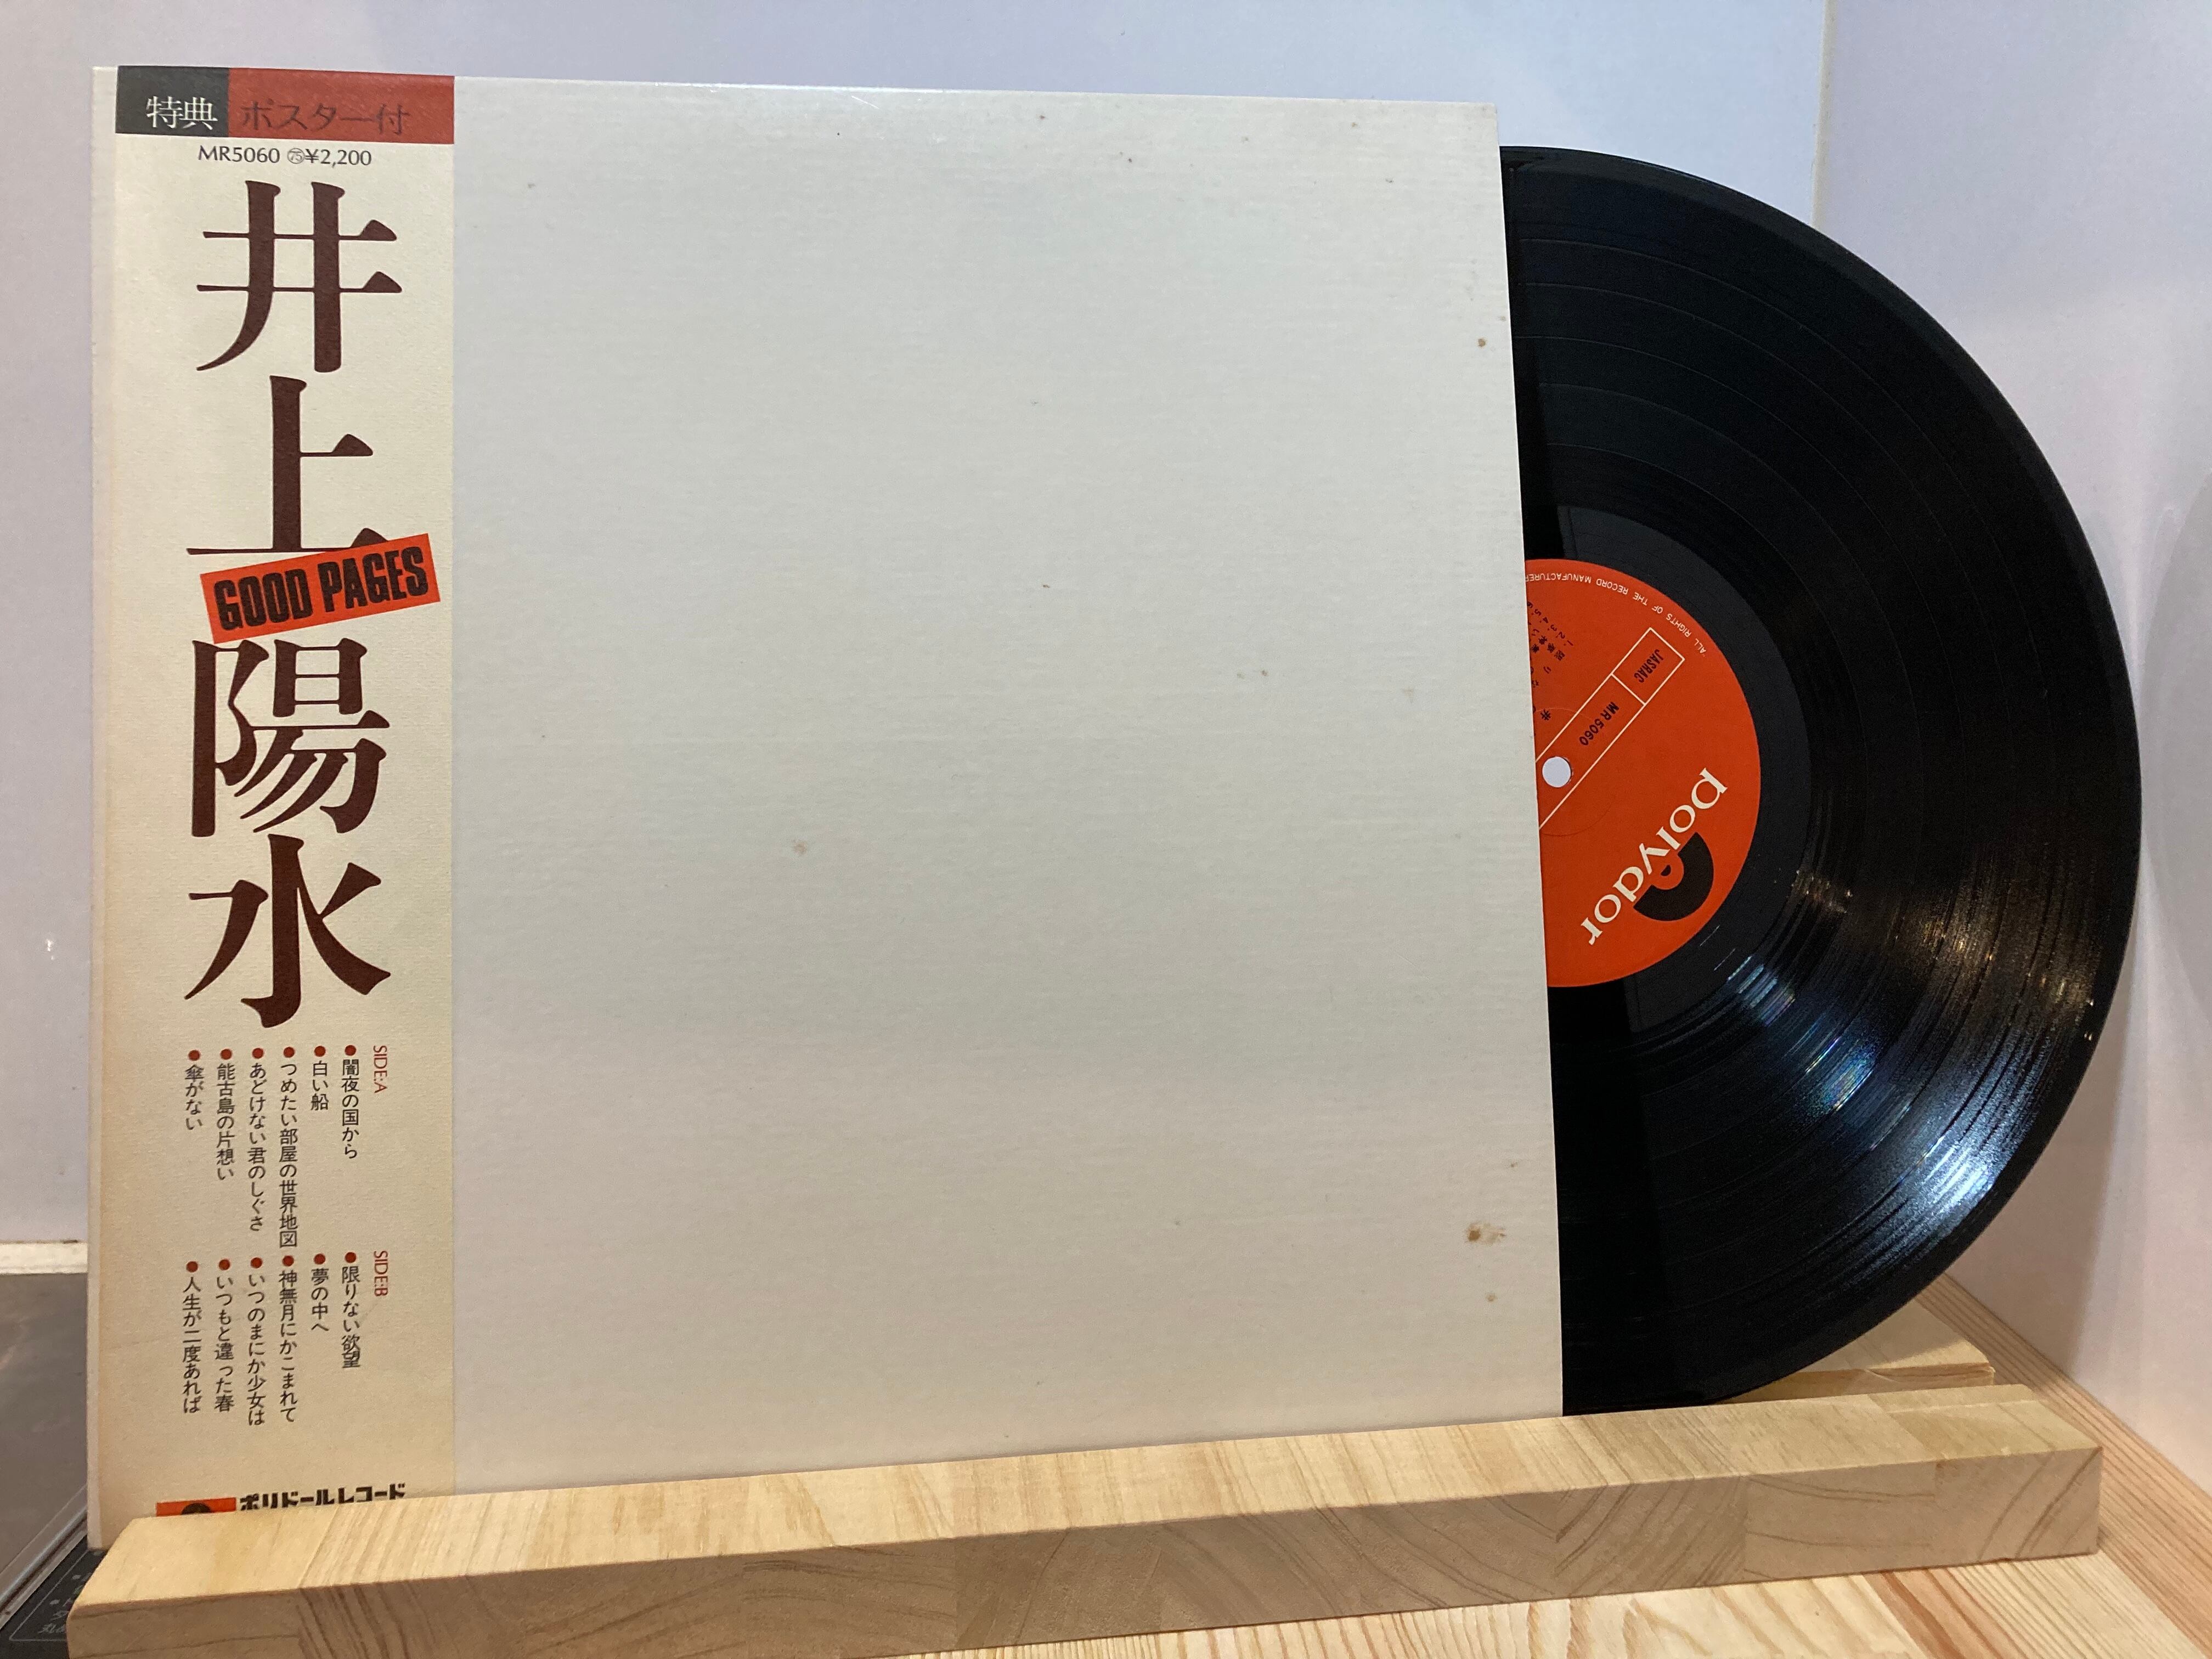 特典 ポスター付
MR5060 ㊆¥2,200
井上陽水
GOOD PAGES
SIDE:A
●闇夜の国から
●白い船
●つめたい部屋の世界地図
●あどけない君のしぐさ
●能古島の片想い
●傘がない
SIDE:B
●限りない欲望
●夢の中へ
●神無月にかこまれて
●いつのまにか少女は
●いつもと違った春
●人生が二度あれば
ポリドールレコード
ALL RIGHTS OF THE RECORD MANUFACTURER
JASRAC
MR 5060
polydor